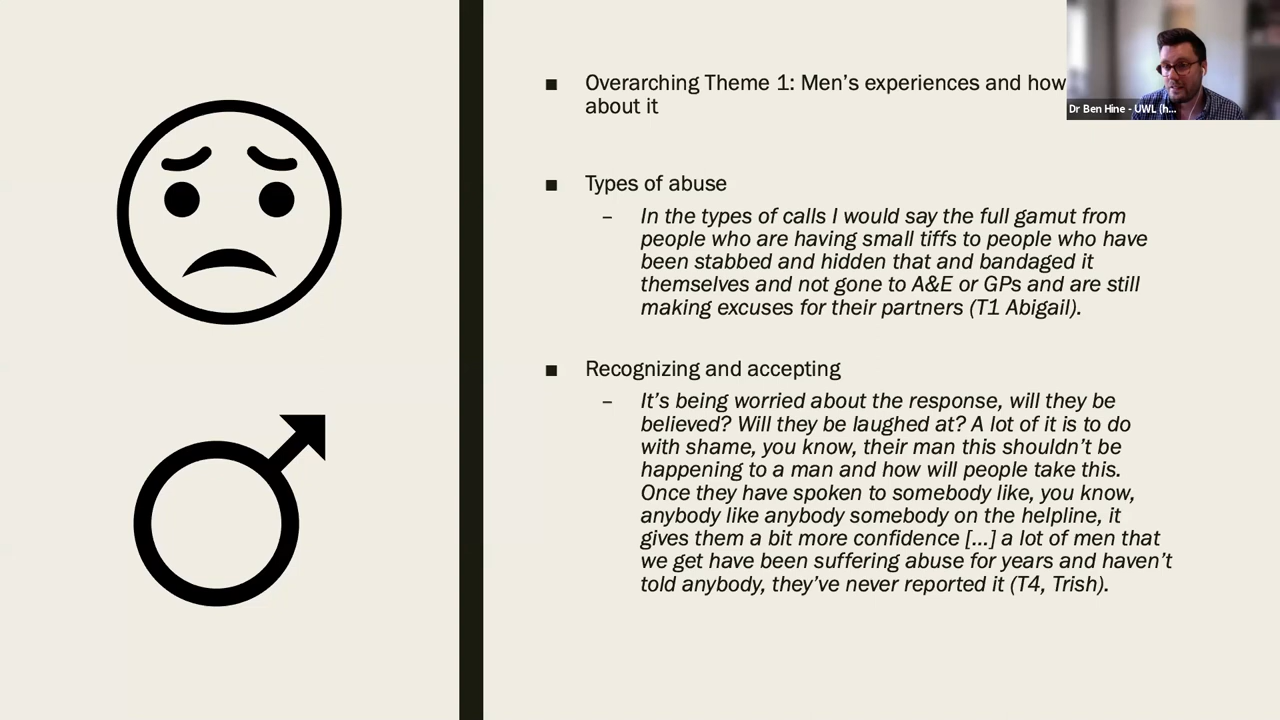 ■ Overarching Theme 1: Men's experiences and how
about it
Dr Ben Hine - UWL (h...
■ Types of abuse
– In the types of calls I would say the full gamut from
people who are having small tiffs to people who have
been stabbed and hidden that and bandaged it
themselves and not gone to A&E or GPs and are still
making excuses for their partners (T1 Abigail).
■ Recognizing and accepting
– It's being worried about the response, will they be
believed? Will they be laughed at? A lot of it is to do
with shame, you know, their man this shouldn't be
happening to a man and how will people take this.
Once they have spoken to somebody like, you know,
anybody like anybody somebody on the helpline, it
gives them a bit more confidence [...] a lot of men that
we get have been suffering abuse for years and haven't
told anybody, they've never reported it (T4, Trish).